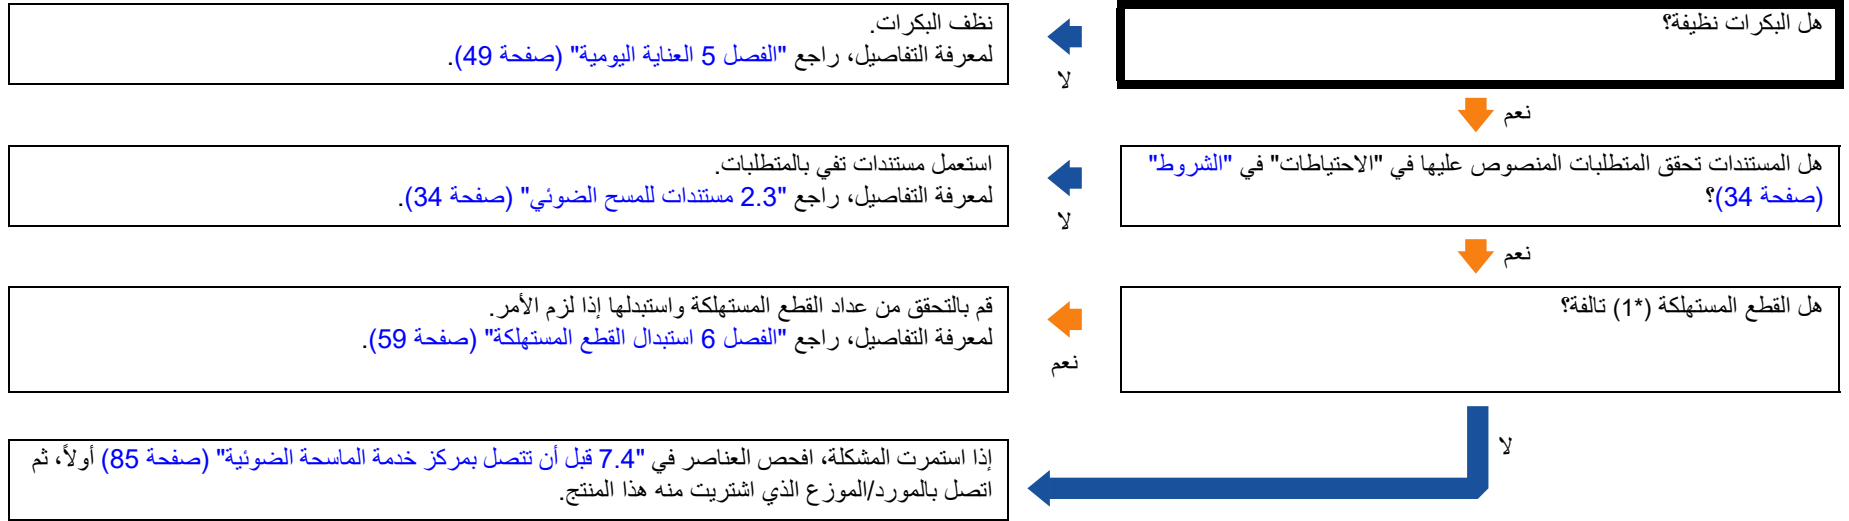 هل البكرات نظيفة؟
لا
نظف البكرات.
لمعرفة التفاصيل، راجع "الفصل 5 العناية اليومية" (صفحة 49).
نعم
هل المستندات تحقق المتطلبات المنصوص عليها في "الاحتياطات" في "الشروط"
(صفحة 34)؟
لا
استعمل مستندات تفي بالمتطلبات.
لمعرفة التفاصيل، راجع "2.3 مستندات للمسح الضوئي" (صفحة 34).
نعم
هل القطع المستهلكة (*1) تالفة؟
نعم
قم بالتحقق من عداد القطع المستهلكة واستبدلها إذا لزم الأمر.
لمعرفة التفاصيل، راجع "الفصل 6 استبدال القطع المستهلكة" (صفحة 59).
لا
إذا استمرت المشكلة، افحص العناصر في "7.4 قبل أن تتصل بمركز خدمة الماسحة الضوئية" (صفحة 85) أولاً، ثم
اتصل بالمورد/الموزع الذي اشتريت منه هذا المنتج.